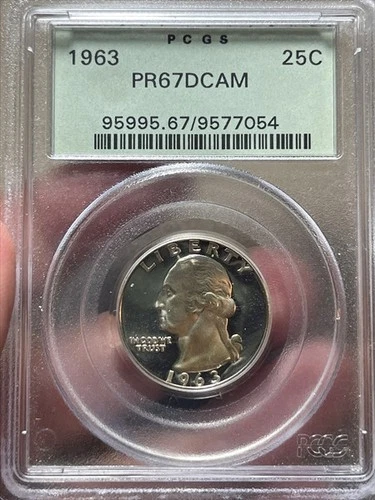 PCGS
1963 25C
PR67DCAM
95995.67/9577054
LIBERTY
IN GOD WE
TRUST
1963
PCGS